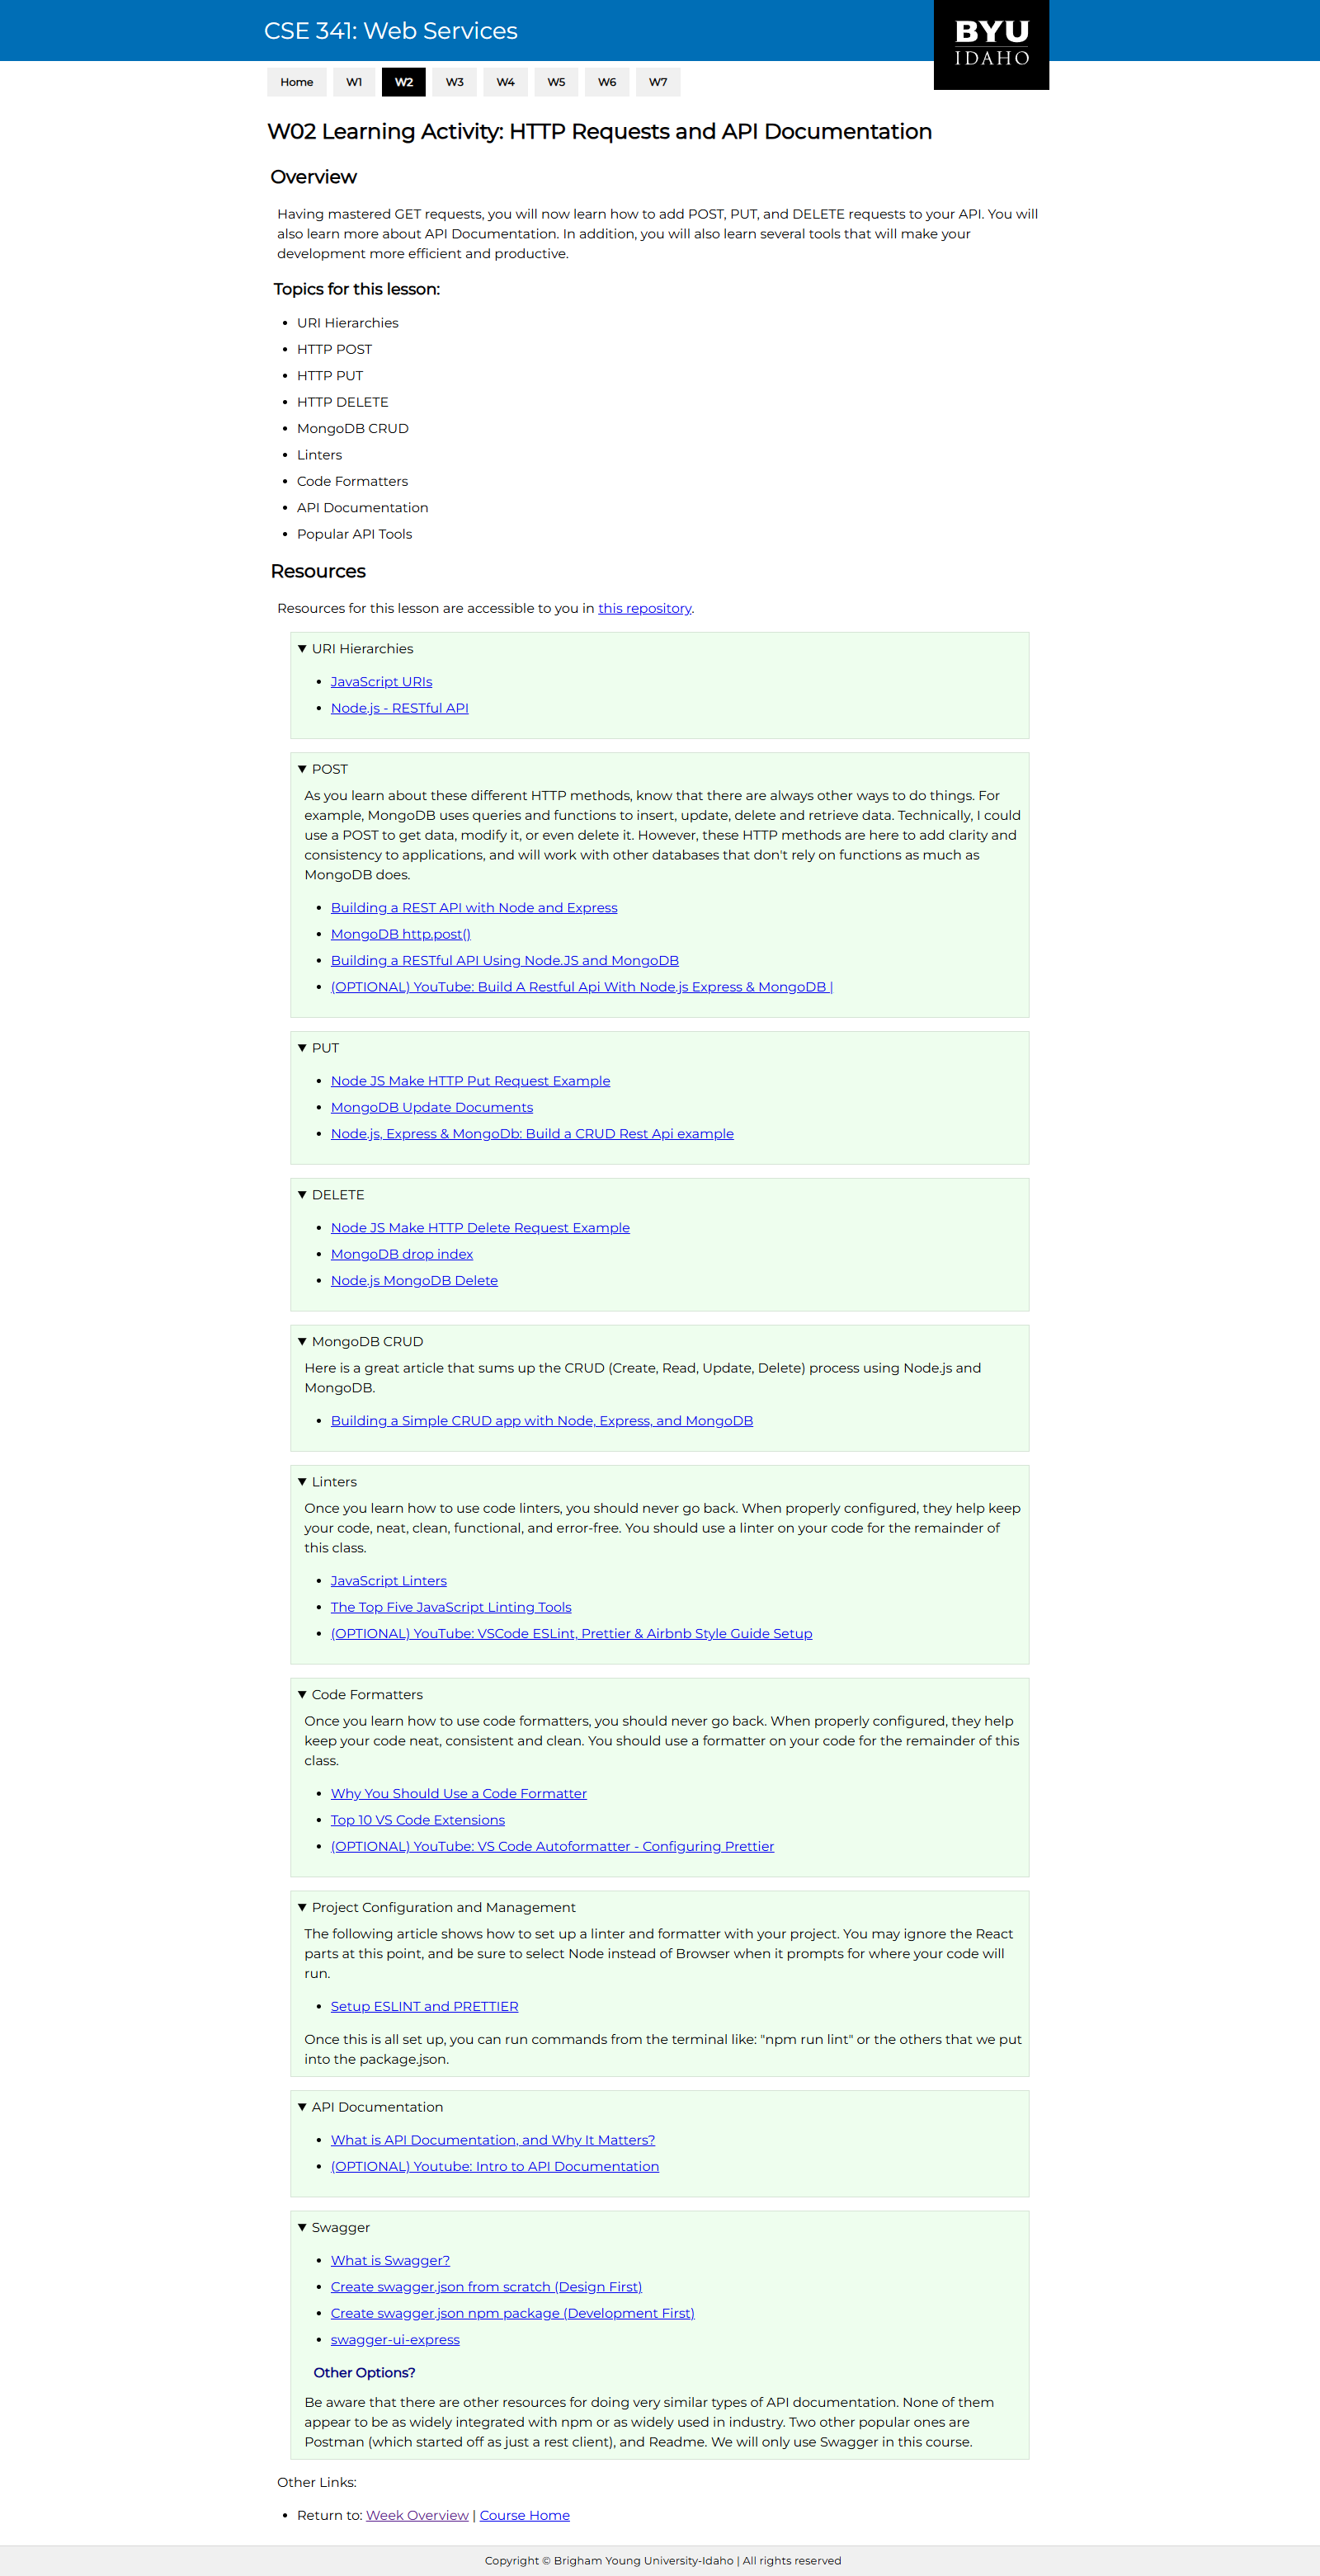 CSE 341: Web Services
BYU
IDAHO
Home W1 W2 W3 W4 W5 W6 W7
W02 Learning Activity: HTTP Requests and API Documentation
Overview
Having mastered GET requests, you will now learn how to add POST, PUT, and DELETE requests to your API. You will
also learn more about API Documentation. In addition, you will also learn several tools that will make your
development more efficient and productive.
Topics for this lesson:
• URI Hierarchies
• HTTP POST
• HTTP PUT
• HTTP DELETE
• MongoDB CRUD
• Linters
• Code Formatters
• API Documentation
• Popular API Tools
Resources
Resources for this lesson are accessible to you in this repository.
▼ URI Hierarchies
• JavaScript URIs
• Node.js - RESTful API
▼ POST
As you learn about these different HTTP methods, know that there are always other ways to do things. For
example, MongoDB uses queries and functions to insert, update, delete and retrieve data. Technically, I could
use a POST to get data, modify it, or even delete it. However, these HTTP methods are here to add clarity and
consistency to applications, and will work with other databases that don't rely on functions as much as
MongoDB does.
• Building a REST API with Node and Express
• MongoDB http.post()
• Building a RESTful API Using Node.JS and MongoDB
• (OPTIONAL) YouTube: Build A Restful Api With Node.js Express & MongoDB |
▼ PUT
• Node JS Make HTTP Put Request Example
• MongoDB Update Documents
• Node.js, Express & MongoDb: Build a CRUD Rest Api example
▼ DELETE
• Node JS Make HTTP Delete Request Example
• MongoDB drop index
• Node.js MongoDB Delete
▼ MongoDB CRUD
Here is a great article that sums up the CRUD (Create, Read, Update, Delete) process using Node.js and
MongoDB.
• Building a Simple CRUD app with Node, Express, and MongoDB
▼ Linters
Once you learn how to use code linters, you should never go back. When properly configured, they help keep
your code, neat, clean, functional, and error-free. You should use a linter on your code for the remainder of
this class.
• JavaScript Linters
• The Top Five JavaScript Linting Tools
• (OPTIONAL) YouTube: VSCode ESLint, Prettier & Airbnb Style Guide Setup
▼ Code Formatters
Once you learn how to use code formatters, you should never go back. When properly configured, they help
keep your code neat, consistent and clean. You should use a formatter on your code for the remainder of this
class.
• Why You Should Use a Code Formatter
• Top 10 VS Code Extensions
• (OPTIONAL) YouTube: VS Code Autoformatter - Configuring Prettier
▼ Project Configuration and Management
The following article shows how to set up a linter and formatter with your project. You may ignore the React
parts at this point, and be sure to select Node instead of Browser when it prompts for where your code will
run.
• Setup ESLINT and PRETTIER
Once this is all set up, you can run commands from the terminal like: "npm run lint" or the others that we put
into the package.json.
▼ API Documentation
• What is API Documentation, and Why It Matters?
• (OPTIONAL) Youtube: Intro to API Documentation
▼ Swagger
• What is Swagger?
• Create swagger.json from scratch (Design First)
• Create swagger.json npm package (Development First)
• swagger-ui-express
Other Options?
Be aware that there are other resources for doing very similar types of API documentation. None of them
appear to be as widely integrated with npm or as widely used in industry. Two other popular ones are
Postman (which started off as just a rest client), and Readme. We will only use Swagger in this course.
Other Links:
• Return to: Week Overview | Course Home
Copyright © Brigham Young University-Idaho | All rights reserved